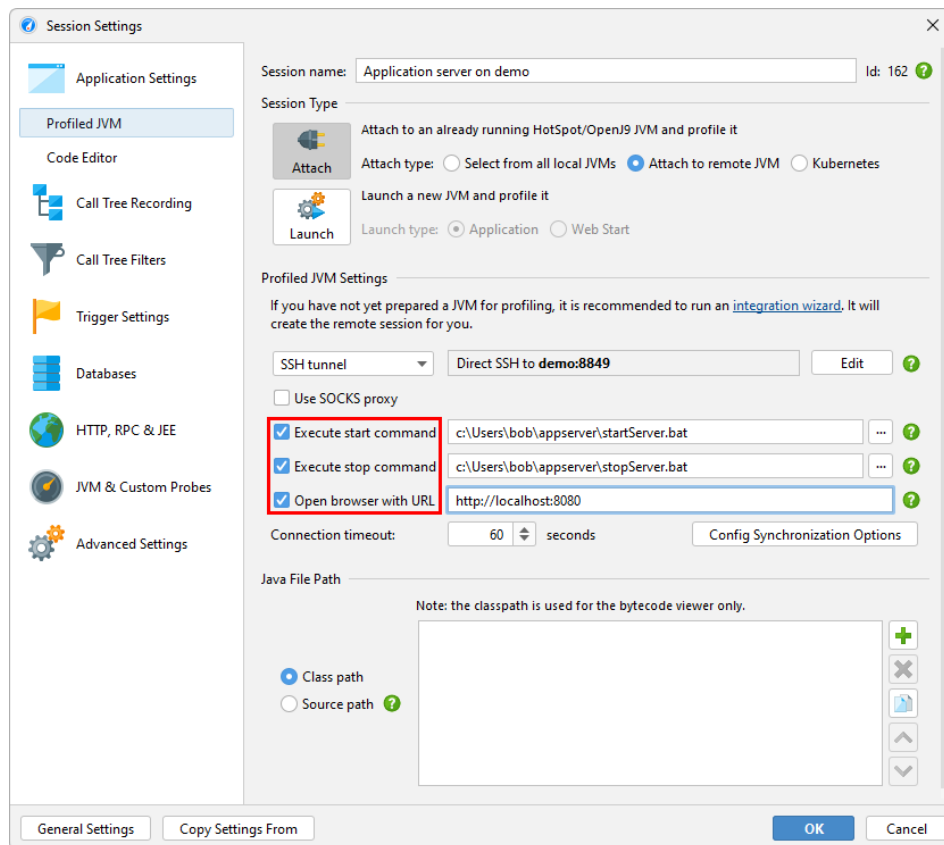 Session Settings
Application Settings
Profiled JVM
Code Editor
Call Tree Recording
Call Tree Filters
Trigger Settings
Databases
HTTP, RPC & JEE
JVM & Custom Probes
Advanced Settings
Session name: Application server on demo Id: 162
Session Type
Attach
Attach to an already running HotSpot/OpenJ9 JVM and profile it
Attach type: Select from all local JVMs Attach to remote JVM Kubernetes
Launch
Launch a new JVM and profile it
Launch type: Application Web Start
Profiled JVM Settings
If you have not yet prepared a JVM for profiling, it is recommended to run an integration wizard. It will
create the remote session for you.
SSH tunnel Direct SSH to demo:8849 Edit
Use SOCKS proxy
Execute start command c:\Users\bob\appserver\startServer.bat ...
Execute stop command c:\Users\bob\appserver\stopServer.bat ...
Open browser with URL http://localhost:8080
Connection timeout: 60 seconds Config Synchronization Options
Java File Path
Note: the classpath is used for the bytecode viewer only.
Class path
Source path
General Settings Copy Settings From OK Cancel